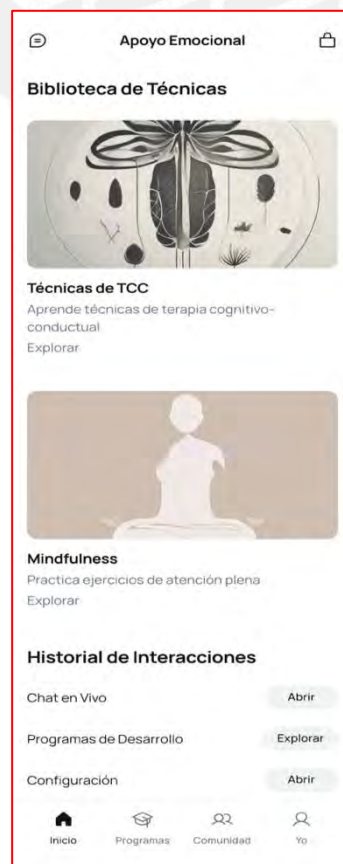 Apoyo Emocional
Biblioteca de Técnicas
Técnicas de TCC
Aprende técnicas de terapia cognitivo-
conductual
Explorar
Mindfulness
Practica ejercicios de atención plena
Explorar
Historial de Interacciones
Chat en Vivo Abrir
Programas de Desarrollo Explorar
Configuración Abrir
Inicio Programas Comunidad Yo